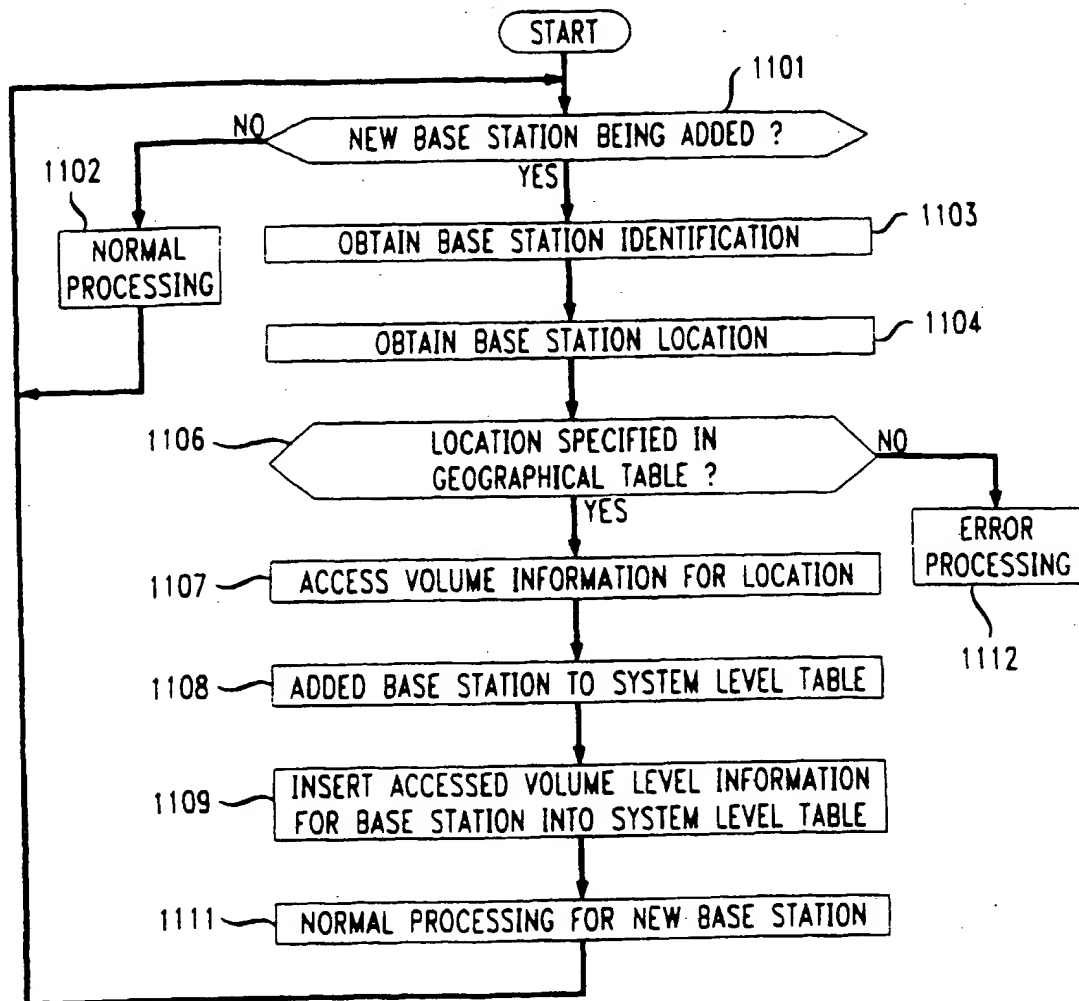 START
1101
NO
NEW BASE STATION BEING ADDED ?
YES
1102
NORMAL
PROCESSING
1103
OBTAIN BASE STATION IDENTIFICATION
1104
OBTAIN BASE STATION LOCATION
1106
LOCATION SPECIFIED IN
GEOGRAPHICAL TABLE ?
NO
YES
ERROR
PROCESSING
1112
1107
ACCESS VOLUME INFORMATION FOR LOCATION
1108
ADDED BASE STATION TO SYSTEM LEVEL TABLE
1109
INSERT ACCESSED VOLUME LEVEL INFORMATION
FOR BASE STATION INTO SYSTEM LEVEL TABLE
1111
NORMAL PROCESSING FOR NEW BASE STATION